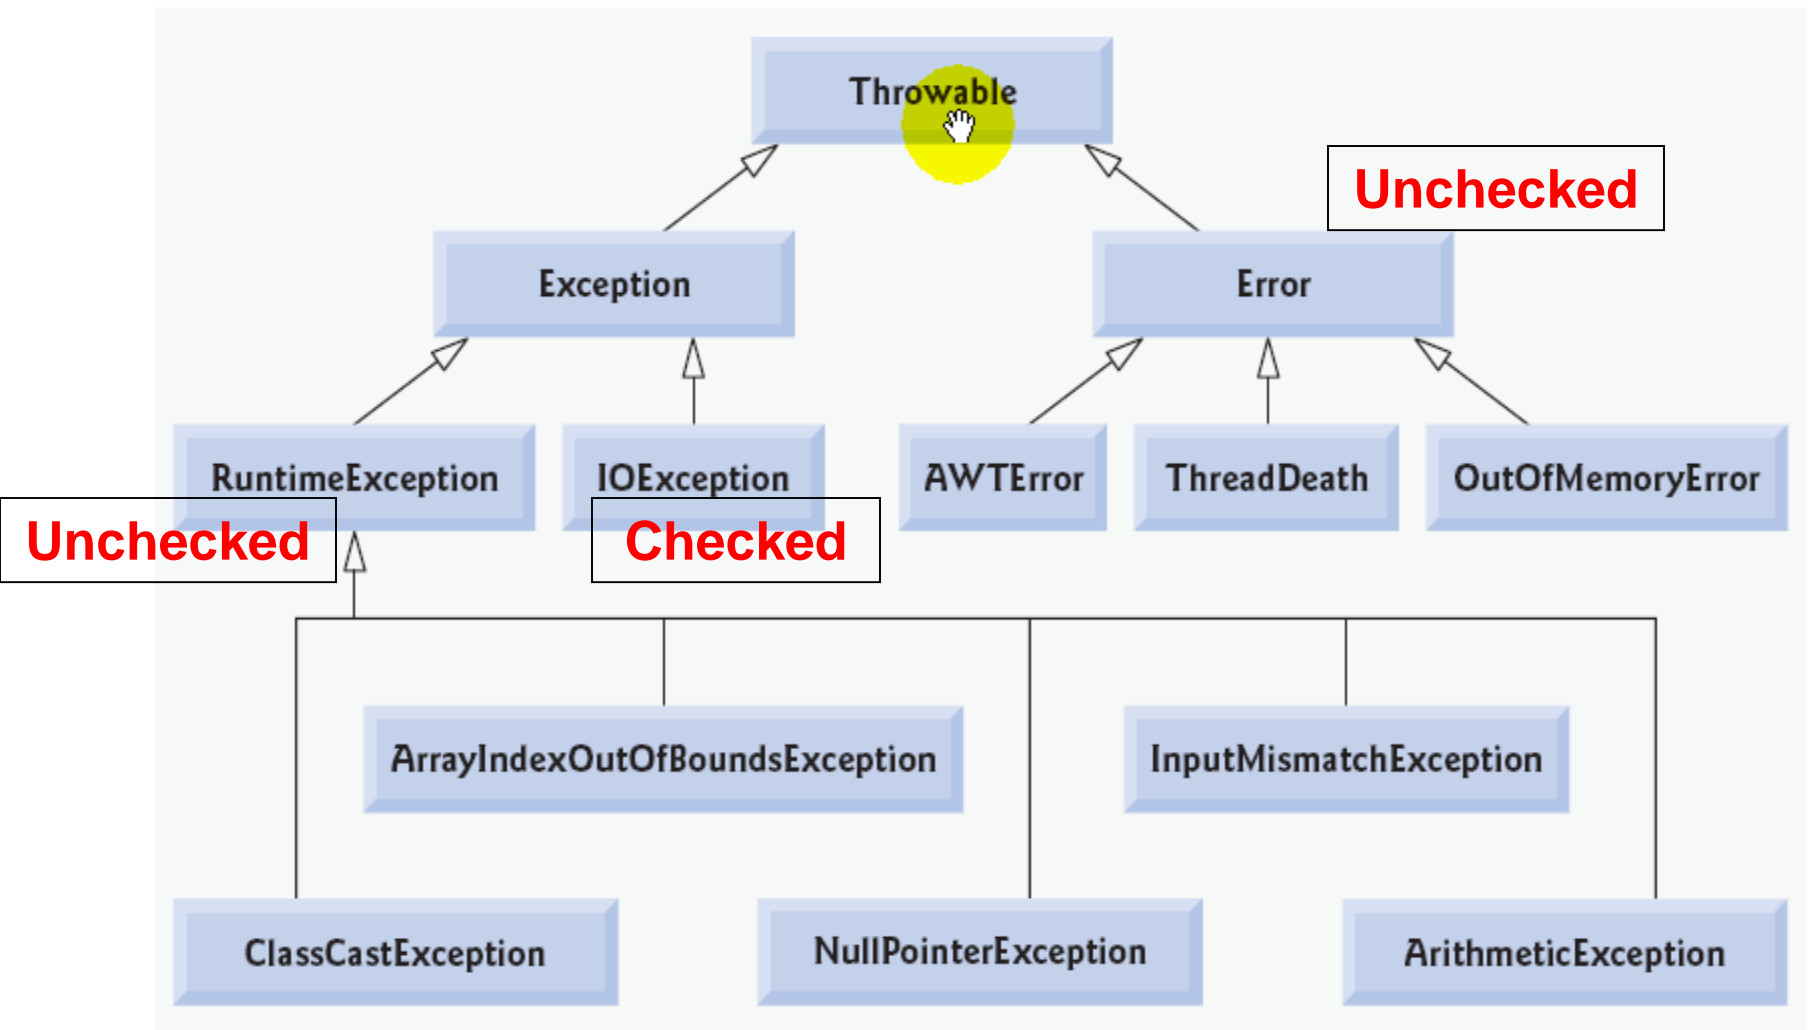 Throwable
Unchecked
Exception
Error
RuntimeException
IOException
AWTError
ThreadDeath
OutOfMemoryError
Unchecked
Checked
ArrayIndexOutOfBoundsException
InputMismatchException
ClassCastException
NullPointerException
ArithmeticException